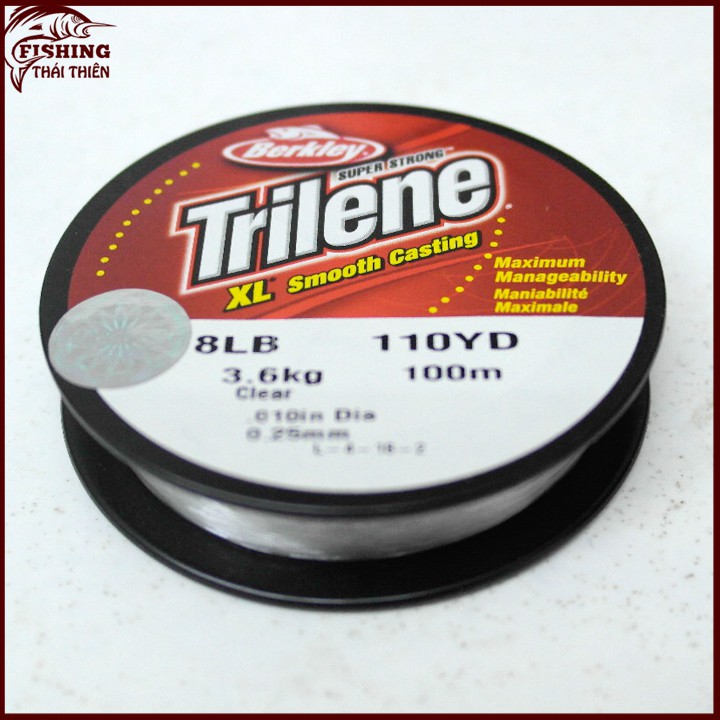 FISHING
THÁI THIÊN
Berkley
SUPER STRONG™
Trilene
XL® Smooth Casting
Maximum
Manageability
Maniabilité
Maximale
8LB 110YD
3.6kg 100m
Clear
.010in Dia
0.25mm